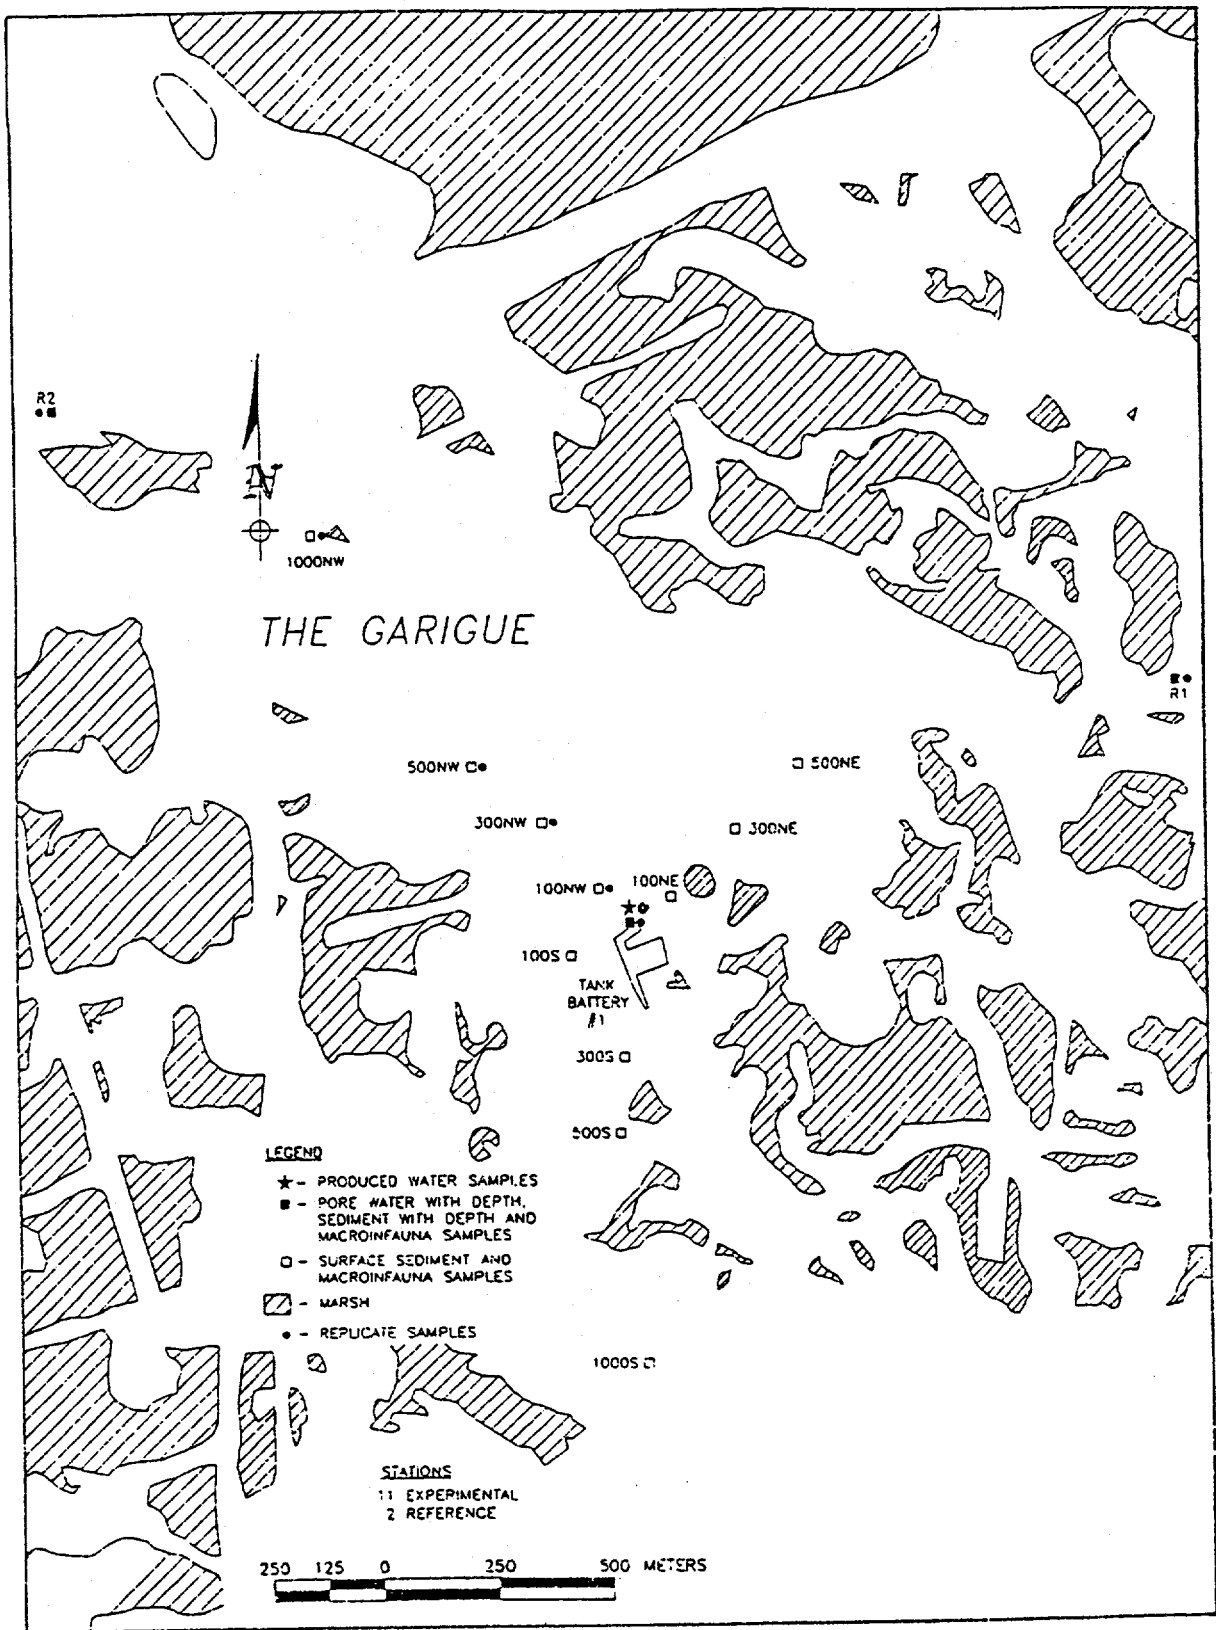 R2
N
1000NW
THE GARIGUE
R1
500NW
500NE
300NW
300NE
100NW
100NE
100S
TANK
BATTERY
#1
300S
500S
LEGEND
★ - PRODUCED WATER SAMPLES
■ - PORE WATER WITH DEPTH,
SEDIMENT WITH DEPTH AND
MACROINFAUNA SAMPLES
□ - SURFACE SEDIMENT AND
MACROINFAUNA SAMPLES
- MARSH
● - REPLICATE SAMPLES
1000S
STATIONS
11 EXPERIMENTAL
2 REFERENCE
250 125 0 250 500 METERS